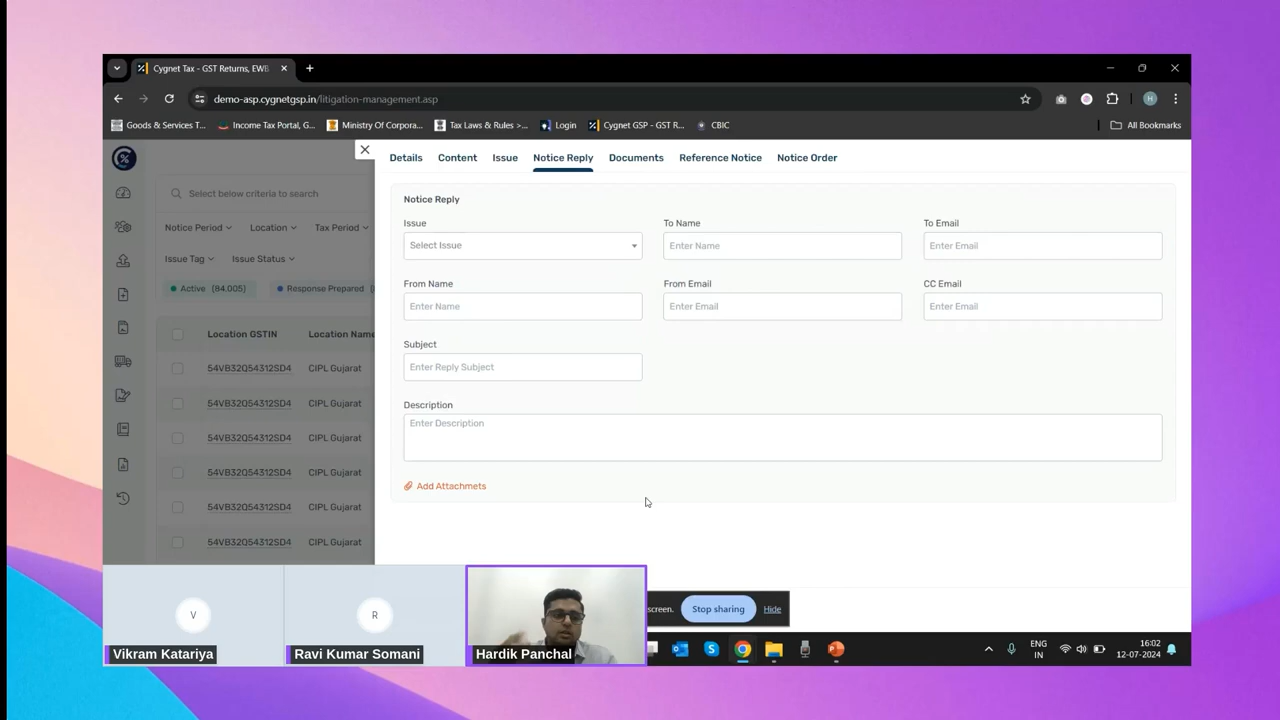 Cygnet Tax - GST Returns, EWB
demo-asp.cygnetgsp.in/litigation-management.asp
Goods & Services T... Income Tax Portal, G... Ministry Of Corpora... Tax Laws & Rules >... Login Cygnet GSP - GST R... CBIC All Bookmarks
Details Content Issue Notice Reply Documents Reference Notice Notice Order
Select below criteria to search
Notice Period Location Tax Period
Issue Tag Issue Status
Active (84,005) Response Prepared
Location GSTIN Location Name
54VB32Q54312SD4 CIPL Gujarat
54VB32Q54312SD4 CIPL Gujarat
54VB32Q54312SD4 CIPL Gujarat
54VB32Q54312SD4 CIPL Gujarat
54VB32Q54312SD4 CIPL Gujarat
54VB32Q54312SD4 CIPL Gujarat
Notice Reply
Issue To Name To Email
Select Issue Enter Name Enter Email
From Name From Email CC Email
Enter Name Enter Email Enter Email
Subject
Enter Reply Subject
Description
Enter Description
Add Attachmets
screen. Stop sharing Hide
V R
Vikram Katariya Ravi Kumar Somani Hardik Panchal
ENG
IN
16:02
12-07-2024